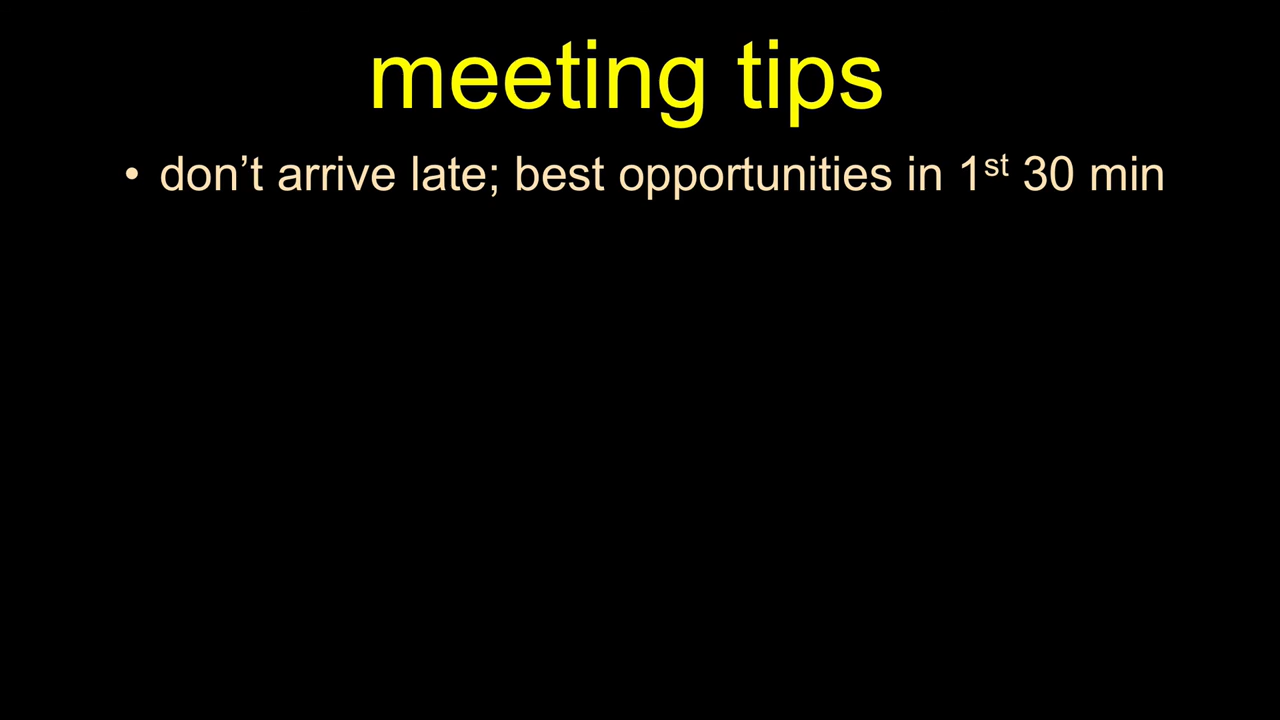 meeting tips
• don’t arrive late; best opportunities in 1st 30 min